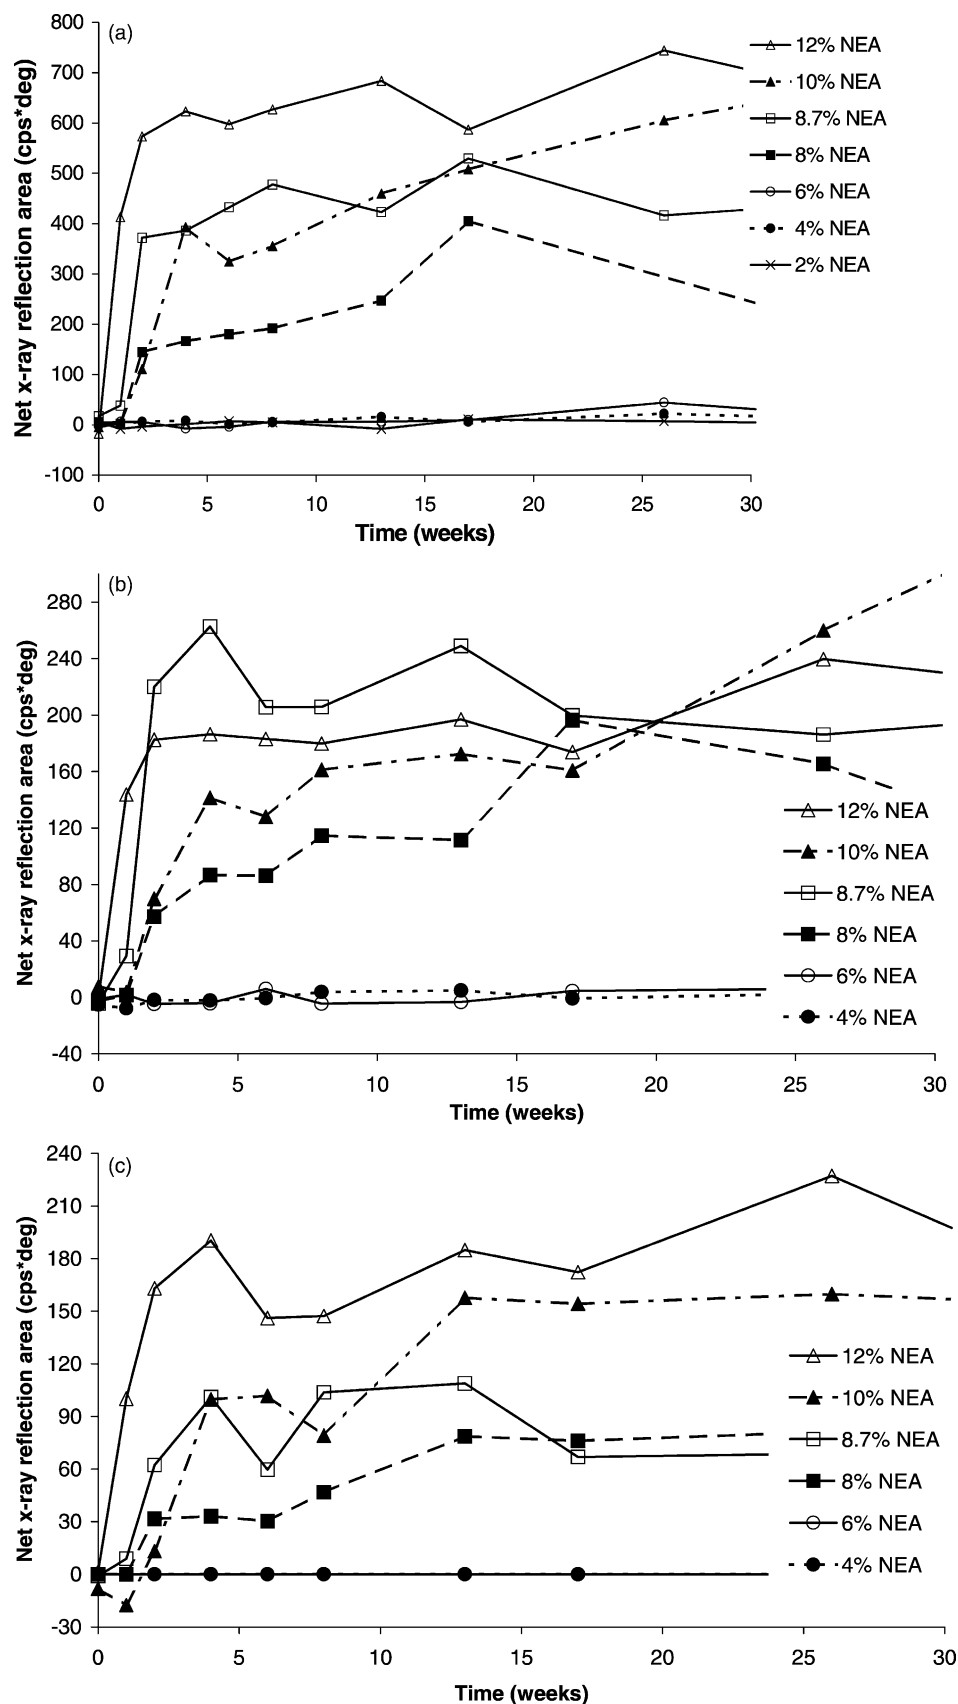 (a)
Net x-ray reflection area (cps*deg)
800
700
600
500
400
300
200
100
0
-100
0 5 10 15 20 25 30
Time (weeks)
12% NEA
10% NEA
8.7% NEA
8% NEA
6% NEA
4% NEA
2% NEA
(b)
Net x-ray reflection area (cps*deg)
280
240
200
160
120
80
40
0
-40
0 5 10 15 20 25 30
Time (weeks)
12% NEA
10% NEA
8.7% NEA
8% NEA
6% NEA
4% NEA
(c)
Net x-ray reflection area (cps*deg)
240
210
180
150
120
90
60
30
0
-30
0 5 10 15 20 25 30
Time (weeks)
12% NEA
10% NEA
8.7% NEA
8% NEA
6% NEA
4% NEA